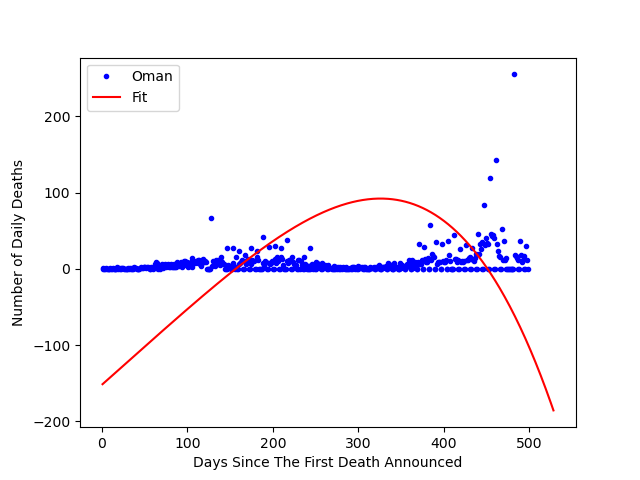 Oman
Fit
200
100
0
−100
−200
Number of Daily Deaths
0 100 200 300 400 500
Days Since The First Death Announced